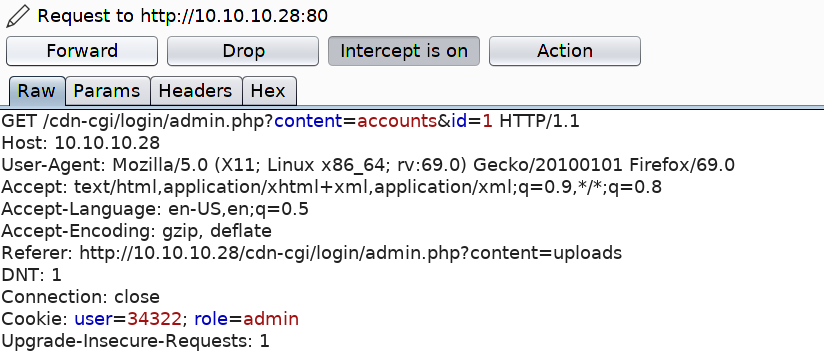 Request to http://10.10.10.28:80
Forward Drop Intercept is on Action
Raw Params Headers Hex
GET /cdn-cgi/login/admin.php?content=accounts&id=1 HTTP/1.1
Host: 10.10.10.28
User-Agent: Mozilla/5.0 (X11; Linux x86_64; rv:69.0) Gecko/20100101 Firefox/69.0
Accept: text/html,application/xhtml+xml,application/xml;q=0.9,*/*;q=0.8
Accept-Language: en-US,en;q=0.5
Accept-Encoding: gzip, deflate
Referer: http://10.10.10.28/cdn-cgi/login/admin.php?content=uploads
DNT: 1
Connection: close
Cookie: user=34322; role=admin
Upgrade-Insecure-Requests: 1